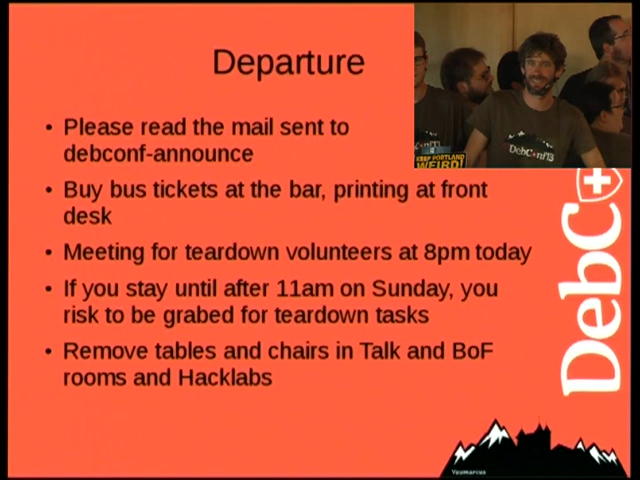 Departure
• Please read the mail sent to
debconf-announce
• Buy bus tickets at the bar, printing at front
desk
• Meeting for teardown volunteers at 8pm today
• If you stay until after 11am on Sunday, you
risk to be grabed for teardown tasks
• Remove tables and chairs in Talk and BoF
rooms and Hacklabs
KEEP PORTLAND
WEIRD!
DebConf13
DebC
Vaumarcus